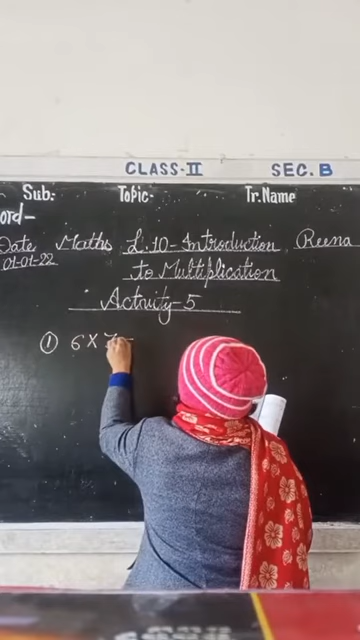 CLASS-II SEC. B
Sub:- Topic:- Tr.Name
ord-
Date Maths L.10-Introduction Reena
01-01-22 to Multiplication
Activity-5
① 6 X